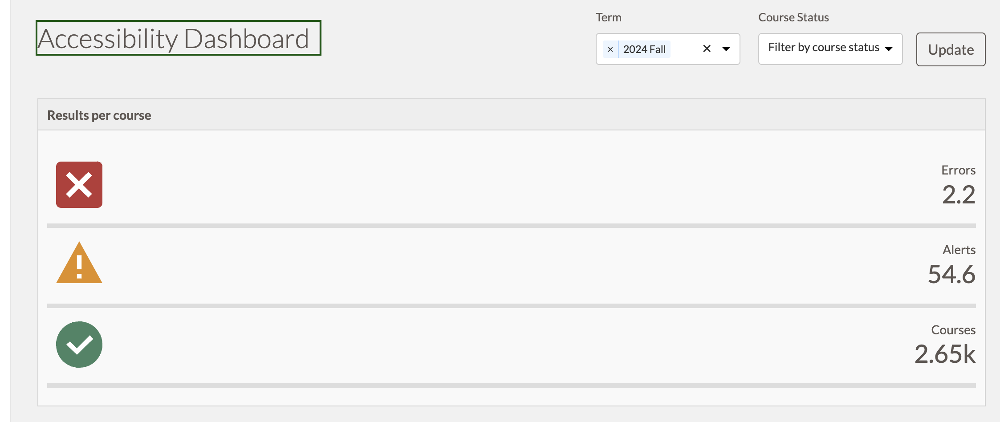 Accessibility Dashboard
Term
× 2024 Fall ×
Course Status
Filter by course status
Update
Results per course
Errors
2.2
Alerts
54.6
Courses
2.65k